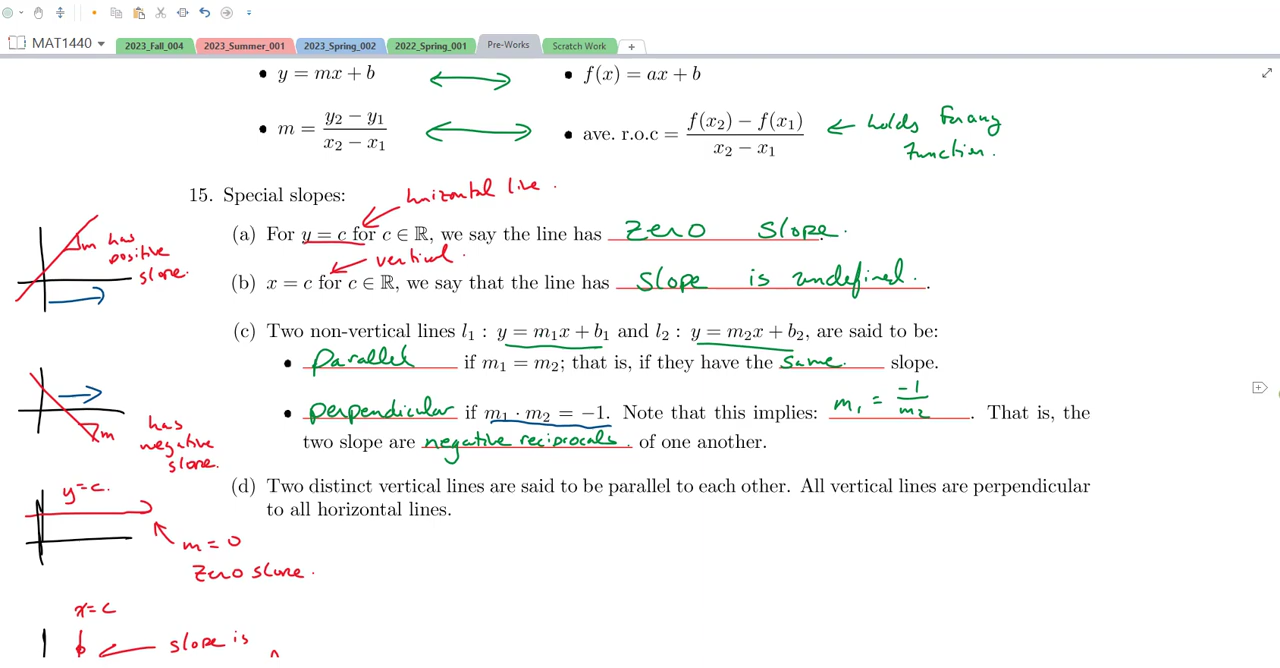 MAT1440
2023_Fall_004
2023_Summer_001
2023_Spring_002
2022_Spring_001
Pre-Works
Scratch Work
+
• y = mx + b
• f(x) = ax + b
• m = (y₂ − y₁)/(x₂ − x₁)
• ave. r.o.c = (f(x₂) − f(x₁))/(x₂ − x₁)
← holds for any
function.
15. Special slopes:
horizontal line.
(a) For y = c for c ∈ ℝ, we say the line has zero slope.
vertical.
(b) x = c for c ∈ ℝ, we say that the line has slope is undefined.
(c) Two non-vertical lines l₁ : y = m₁x + b₁ and l₂ : y = m₂x + b₂, are said to be:
• parallel if m₁ = m₂; that is, if they have the same. slope.
• perpendicular if m₁ · m₂ = −1. Note that this implies: m₁ = −1/m₂. That is, the
two slope are negative reciprocals. of one another.
(d) Two distinct vertical lines are said to be parallel to each other. All vertical lines are perpendicular
to all horizontal lines.
m has
positive
slope.
m
has
negative
slope.
y=c.
m = 0
zero slope.
x=c
slope is